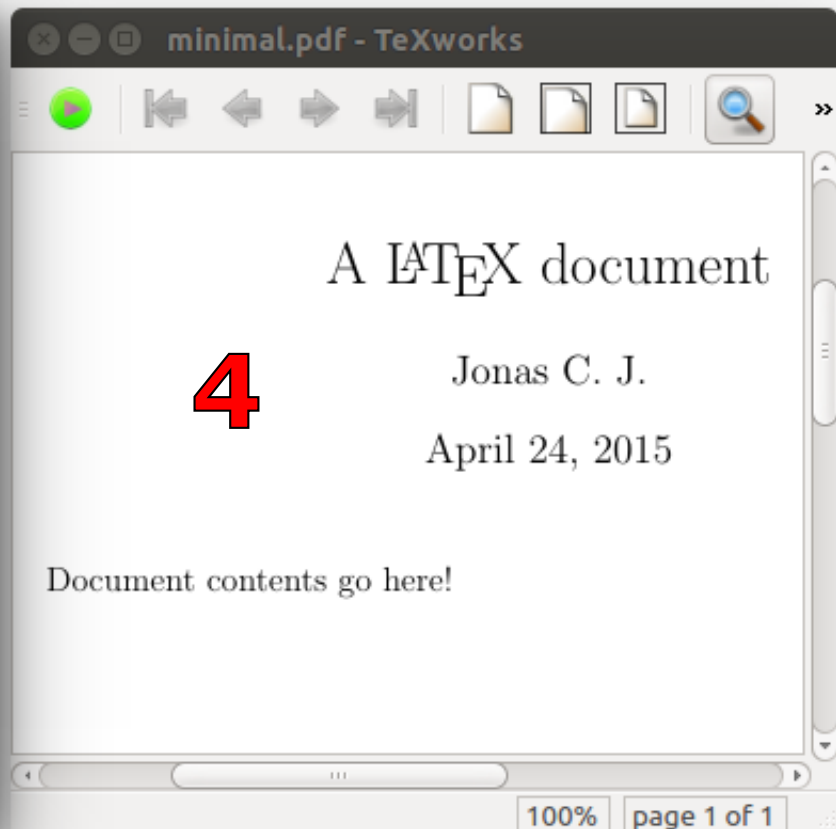 minimal.pdf - TeXworks
»
A LATEX document
4
Jonas C. J.
April 24, 2015
Document contents go here!
100% page 1 of 1